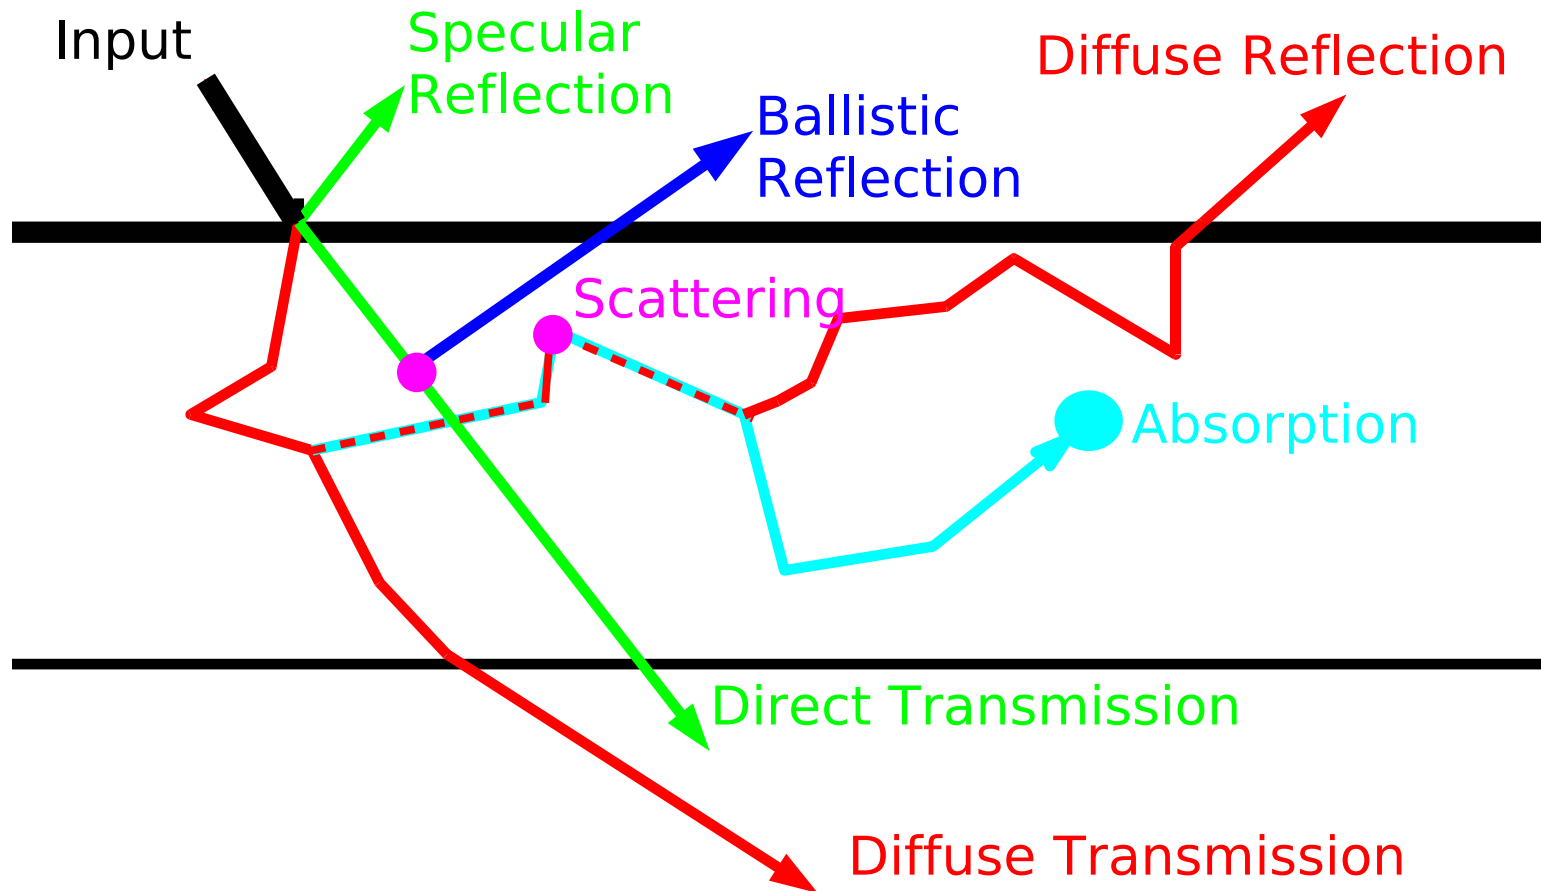 Input
Specular
Reflection
Ballistic
Reflection
Diffuse Reflection
Scattering
Absorption
Direct Transmission
Diffuse Transmission